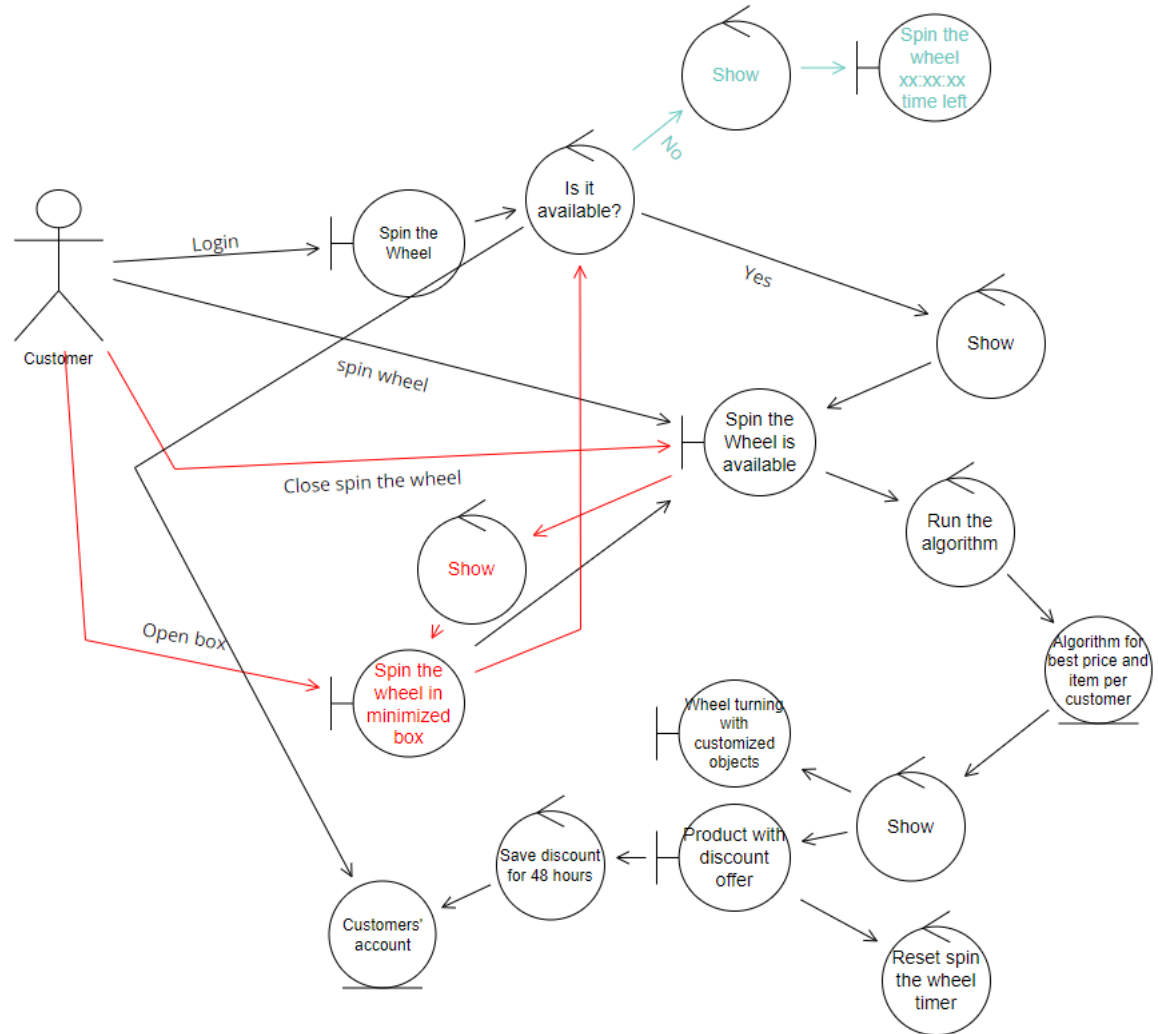 Spin the
wheel
xx:xx:xx
time left
Show
No
Is it
available?
Login
Spin the
Wheel
Yes
Customer
spin wheel
Show
Spin the
Wheel is
available
Close spin the wheel
Run the
algorithm
Show
Open box
Algorithm for
best price and
item per
customer
Spin the
wheel in
minimized
box
Wheel turning
with
customized
objects
Show
Product with
discount
offer
Save discount
for 48 hours
Customers'
account
Reset spin
the wheel
timer